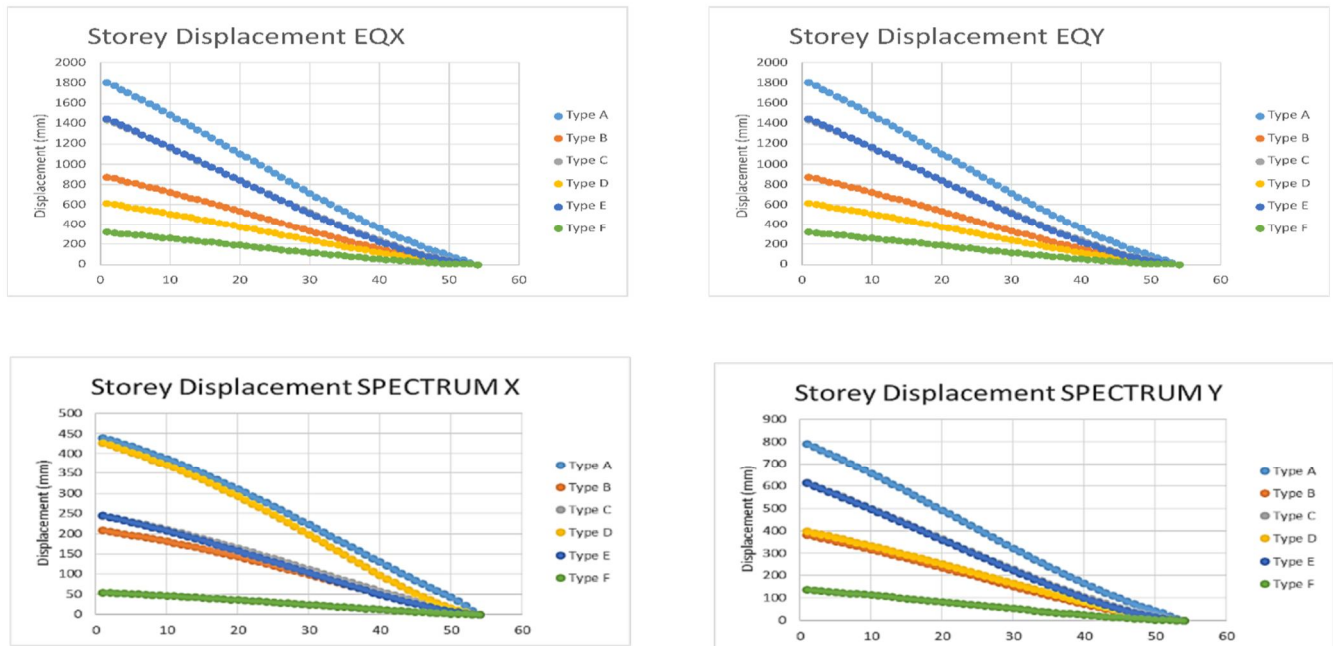 Storey Displacement EQX
2000
1800
1600
1400
1200
1000
800
600
400
200
0
Displacement (mm)
0 10 20 30 40 50 60
Type A
Type B
Type C
Type D
Type E
Type F
Storey Displacement EQY
2000
1800
1600
1400
1200
1000
800
600
400
200
0
Displacement (mm)
0 10 20 30 40 50 60
Type A
Type B
Type C
Type D
Type E
Type F
Storey Displacement SPECTRUM X
500
450
400
350
300
250
200
150
100
50
0
Displacement (mm)
0 10 20 30 40 50 60
Type A
Type B
Type C
Type D
Type E
Type F
Storey Displacement SPECTRUM Y
900
800
700
600
500
400
300
200
100
0
Displacement (mm)
0 10 20 30 40 50 60
Type A
Type B
Type C
Type D
Type E
Type F